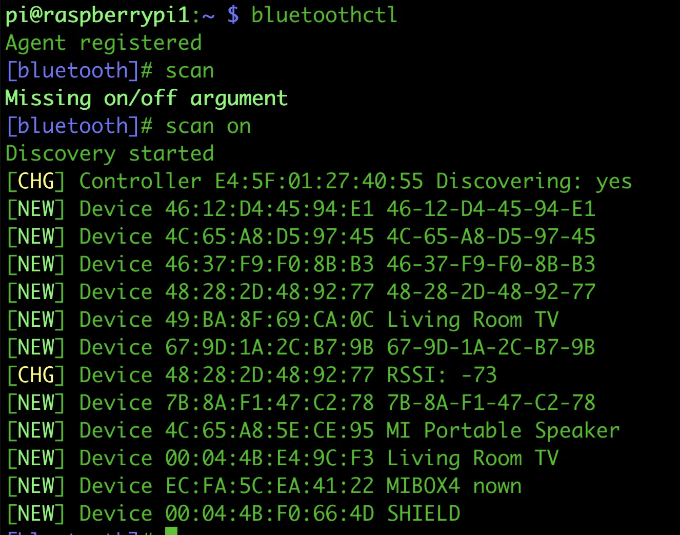 pi@raspberrypi1:~ $ bluetoothctl
Agent registered
[bluetooth]# scan
Missing on/off argument
[bluetooth]# scan on
Discovery started
[CHG] Controller E4:5F:01:27:40:55 Discovering: yes
[NEW] Device 46:12:D4:45:94:E1 46-12-D4-45-94-E1
[NEW] Device 4C:65:A8:D5:97:45 4C-65-A8-D5-97-45
[NEW] Device 46:37:F9:F0:8B:B3 46-37-F9-F0-8B-B3
[NEW] Device 48:28:2D:48:92:77 48-28-2D-48-92-77
[NEW] Device 49:BA:8F:69:CA:0C Living Room TV
[NEW] Device 67:9D:1A:2C:B7:9B 67-9D-1A-2C-B7-9B
[CHG] Device 48:28:2D:48:92:77 RSSI: -73
[NEW] Device 7B:8A:F1:47:C2:78 7B-8A-F1-47-C2-78
[NEW] Device 4C:65:A8:5E:CE:95 MI Portable Speaker
[NEW] Device 00:04:4B:E4:9C:F3 Living Room TV
[NEW] Device EC:FA:5C:EA:41:22 MIBOX4 nown
[NEW] Device 00:04:4B:F0:66:4D SHIELD